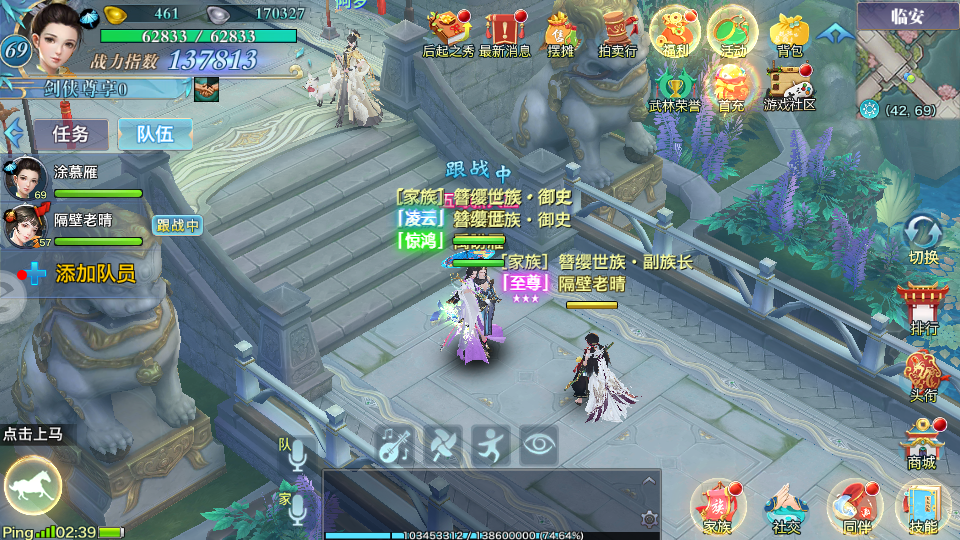 461
170327
62833 / 62833
69
战力指数 137813
剑侠尊享0
后起之秀
最新消息
摆摊
拍卖行
福利
活动
背包
临安
武林荣誉
首充
游戏社区
(42, 69)
任务
队伍
涂慕雁
69
隔壁老晴
57
跟战中
添加队员
跟战中
[家族] 簪缨世族·御史
「凌云」 簪缨世族·御史
「惊鸿」
[家族] 簪缨世族·副族长
「至尊」 隔壁老晴
切换
排行
头衔
商城
点击上马
队
家
家族
社交
同伴
技能
Ping
02:39
103453312 / 138600000 (74.64%)